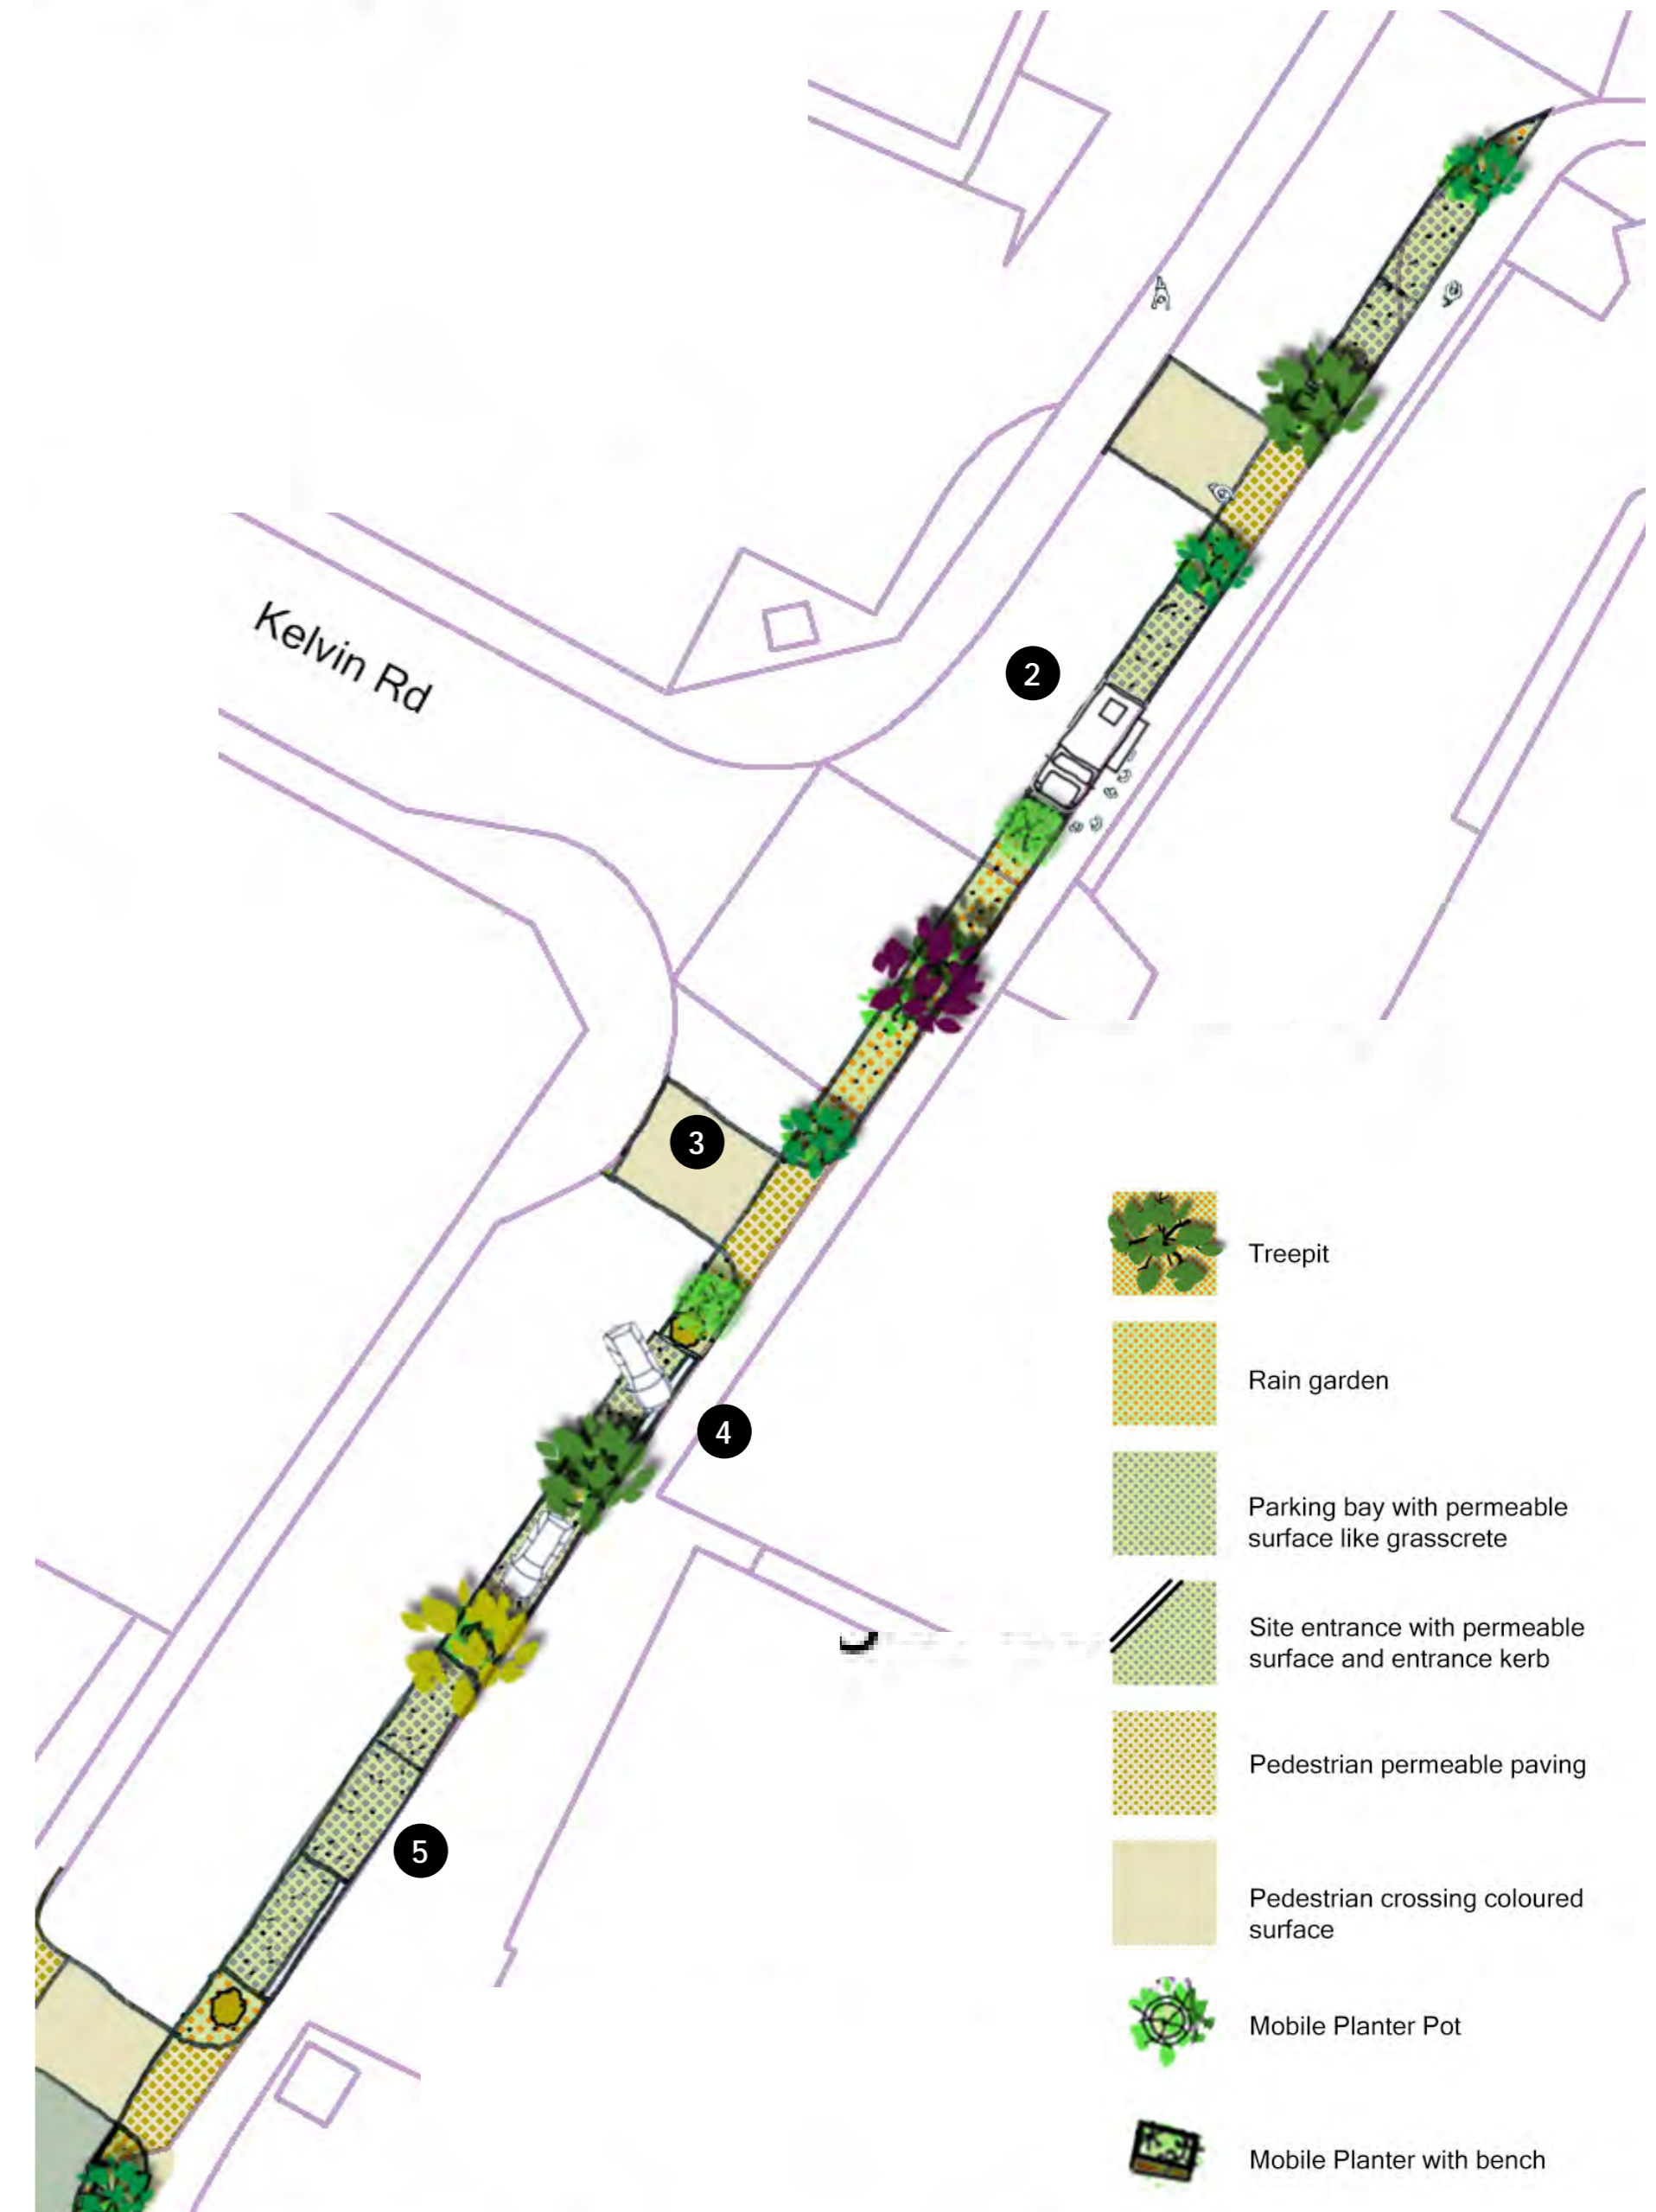 Kelvin Rd
2
3
4
5
Treepit
Rain garden
Parking bay with permeable
surface like grasscrete
Site entrance with permeable
surface and entrance kerb
Pedestrian permeable paving
Pedestrian crossing coloured
surface
Mobile Planter Pot
Mobile Planter with bench